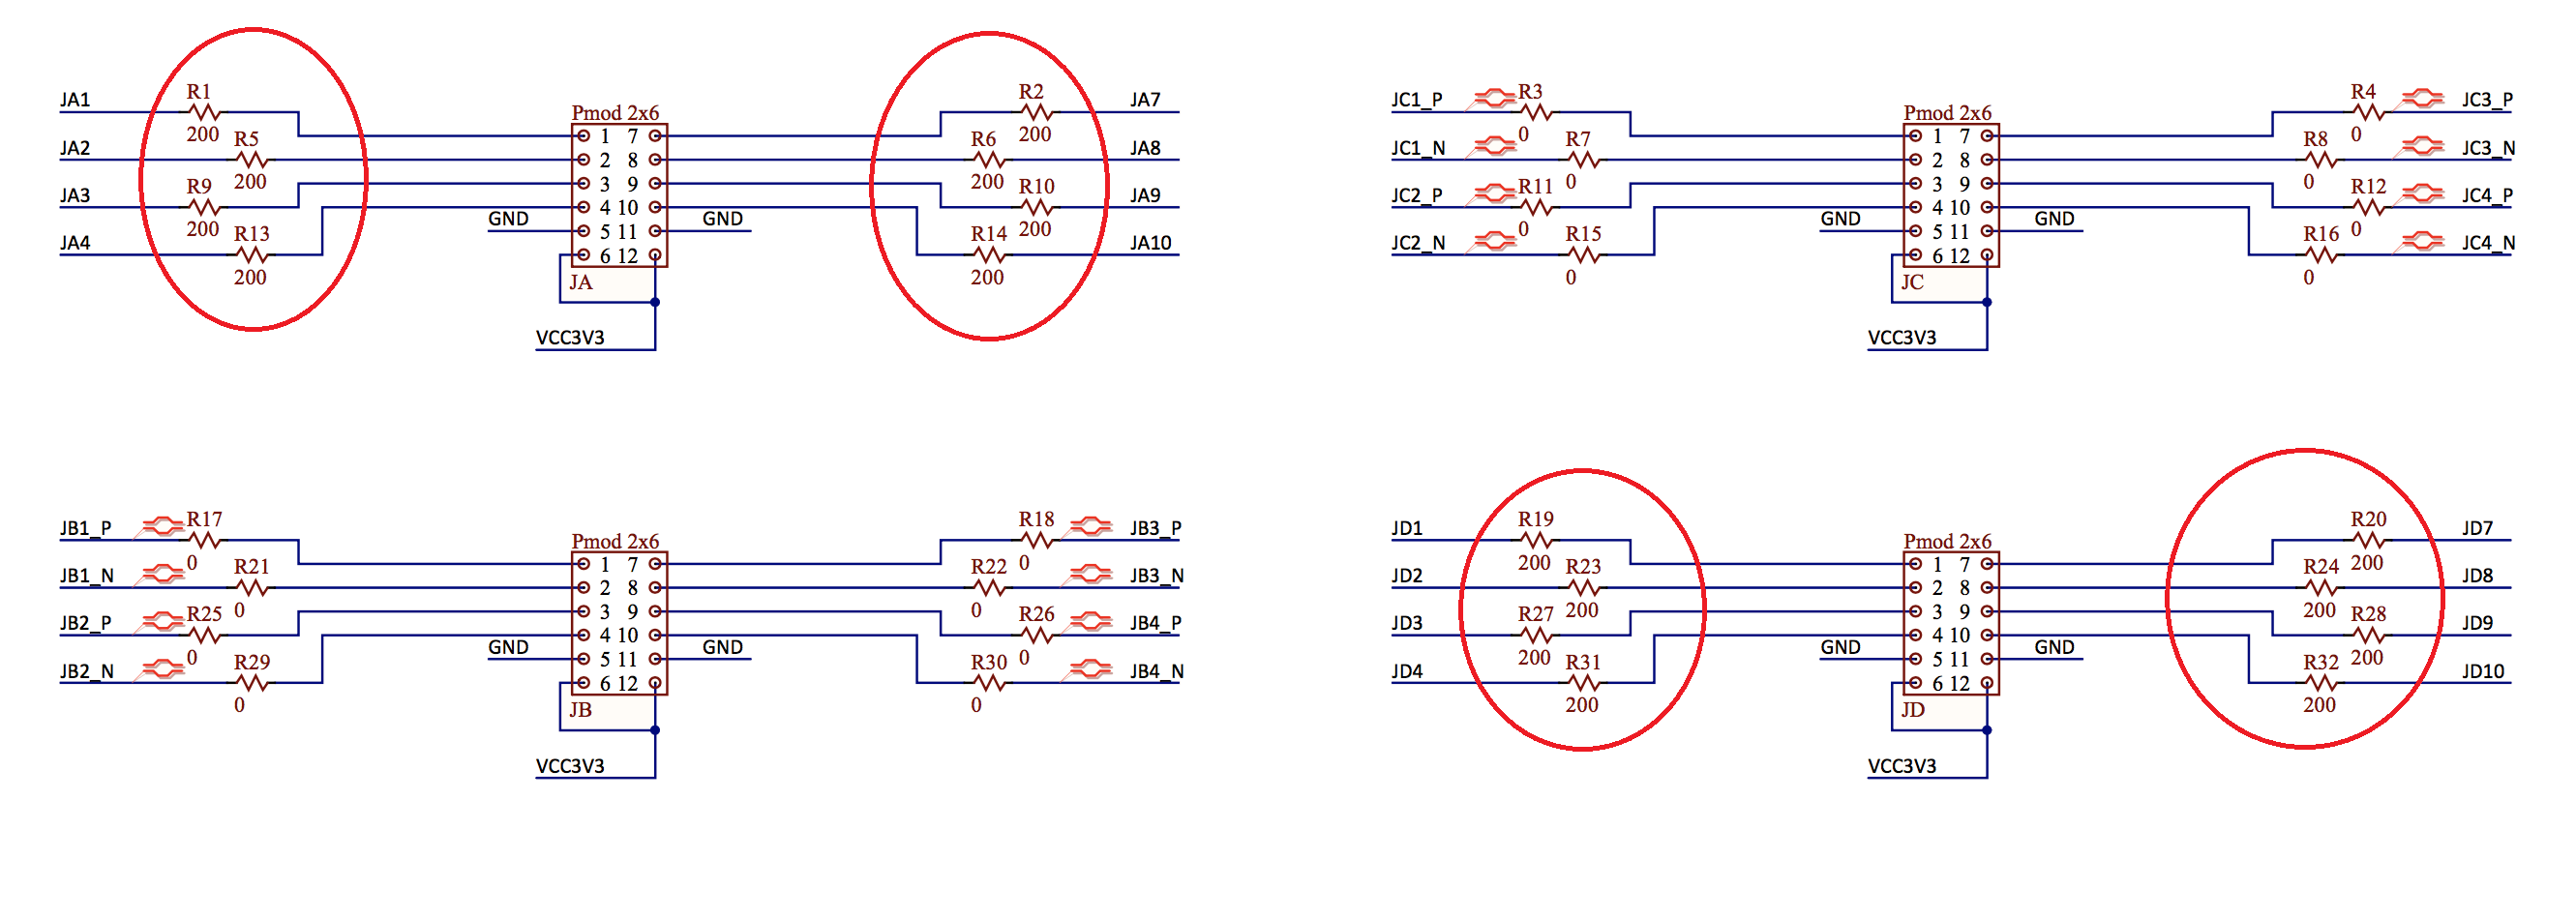 JA1
R1
200
JA2
R5
200
JA3
R9
200
JA4
R13
200
Pmod 2x6
1 7
2 8
3 9
4 10
5 11
6 12
JA
GND
GND
VCC3V3
R2
200
JA7
R6
200
JA8
R10
200
JA9
R14
200
JA10
JC1_P
R3
0
JC1_N
R7
0
JC2_P
R11
0
JC2_N
R15
0
Pmod 2x6
1 7
2 8
3 9
4 10
5 11
6 12
JC
GND
GND
VCC3V3
R4
0
JC3_P
R8
0
JC3_N
R12
0
JC4_P
R16
0
JC4_N
JB1_P
R17
0
JB1_N
R21
0
JB2_P
R25
0
JB2_N
R29
0
Pmod 2x6
1 7
2 8
3 9
4 10
5 11
6 12
JB
GND
GND
VCC3V3
R18
0
JB3_P
R22
0
JB3_N
R26
0
JB4_P
R30
0
JB4_N
JD1
R19
200
JD2
R23
200
JD3
R27
200
JD4
R31
200
Pmod 2x6
1 7
2 8
3 9
4 10
5 11
6 12
JD
GND
GND
VCC3V3
R20
200
JD7
R24
200
JD8
R28
200
JD9
R32
200
JD10